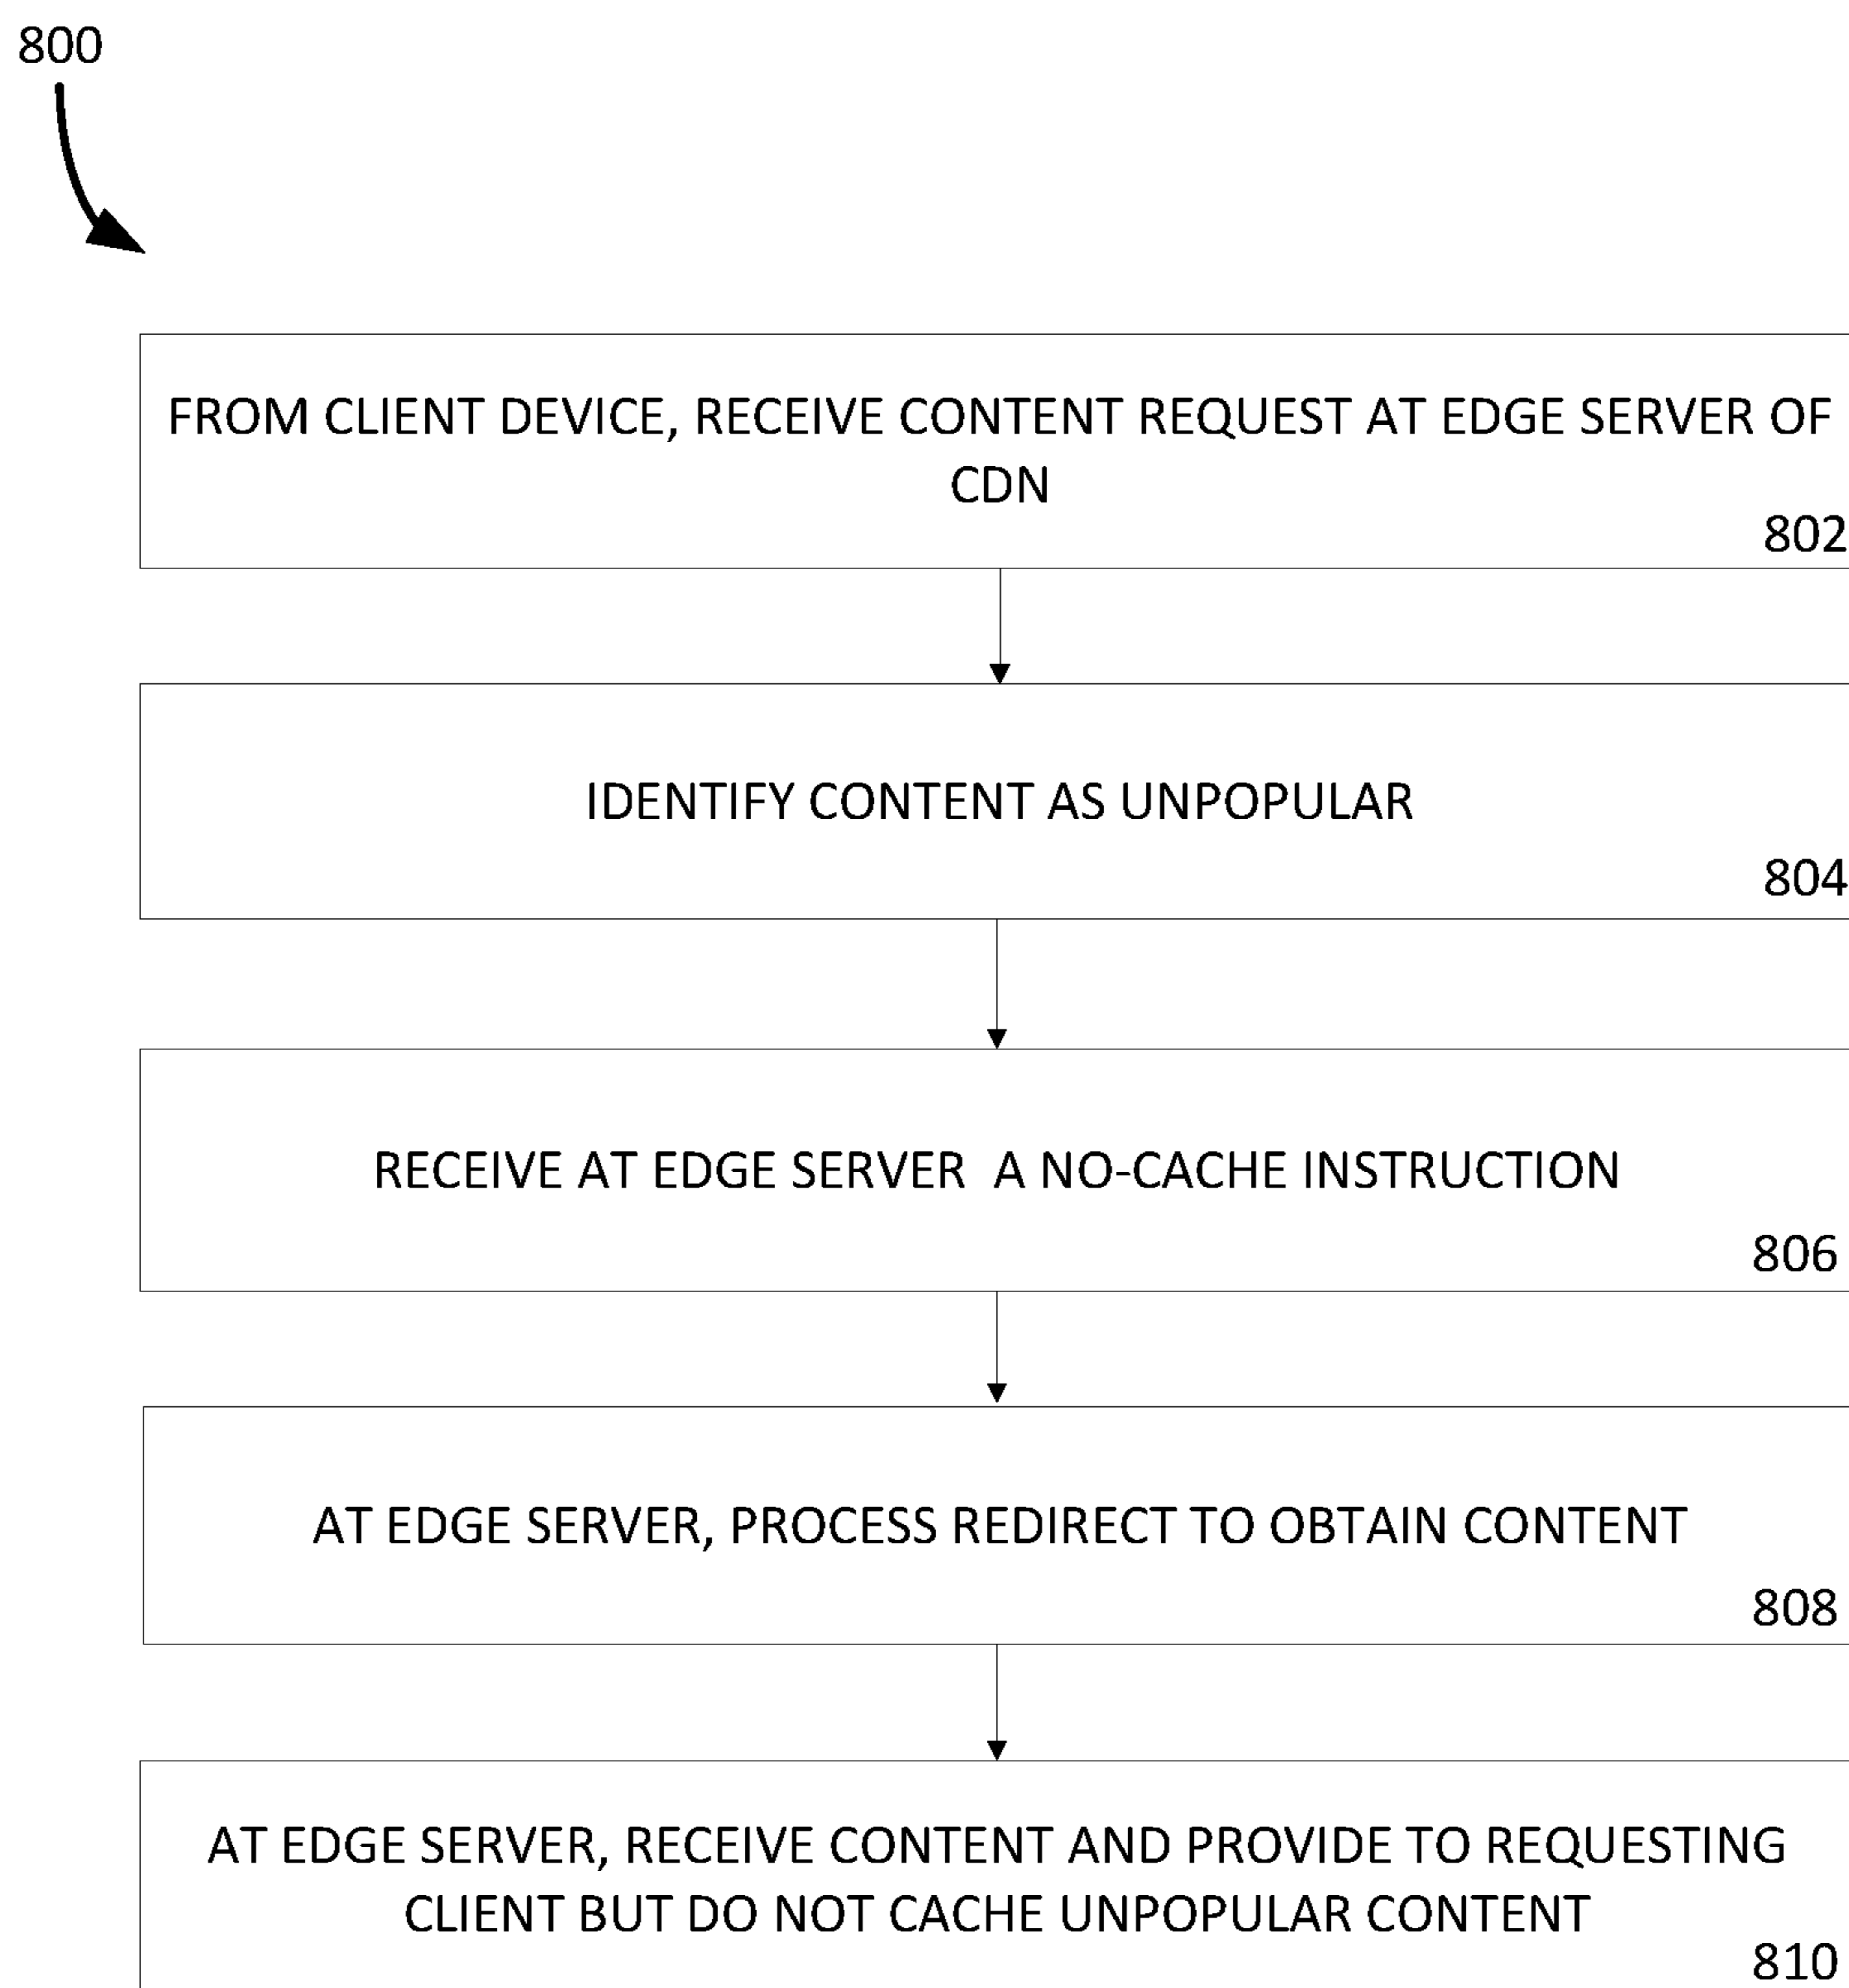 800
FROM CLIENT DEVICE, RECEIVE CONTENT REQUEST AT EDGE SERVER OF
CDN
802
IDENTIFY CONTENT AS UNPOPULAR
804
RECEIVE AT EDGE SERVER  A NO-CACHE INSTRUCTION
806
AT EDGE SERVER, PROCESS REDIRECT TO OBTAIN CONTENT
808
AT EDGE SERVER, RECEIVE CONTENT AND PROVIDE TO REQUESTING
CLIENT BUT DO NOT CACHE UNPOPULAR CONTENT
810